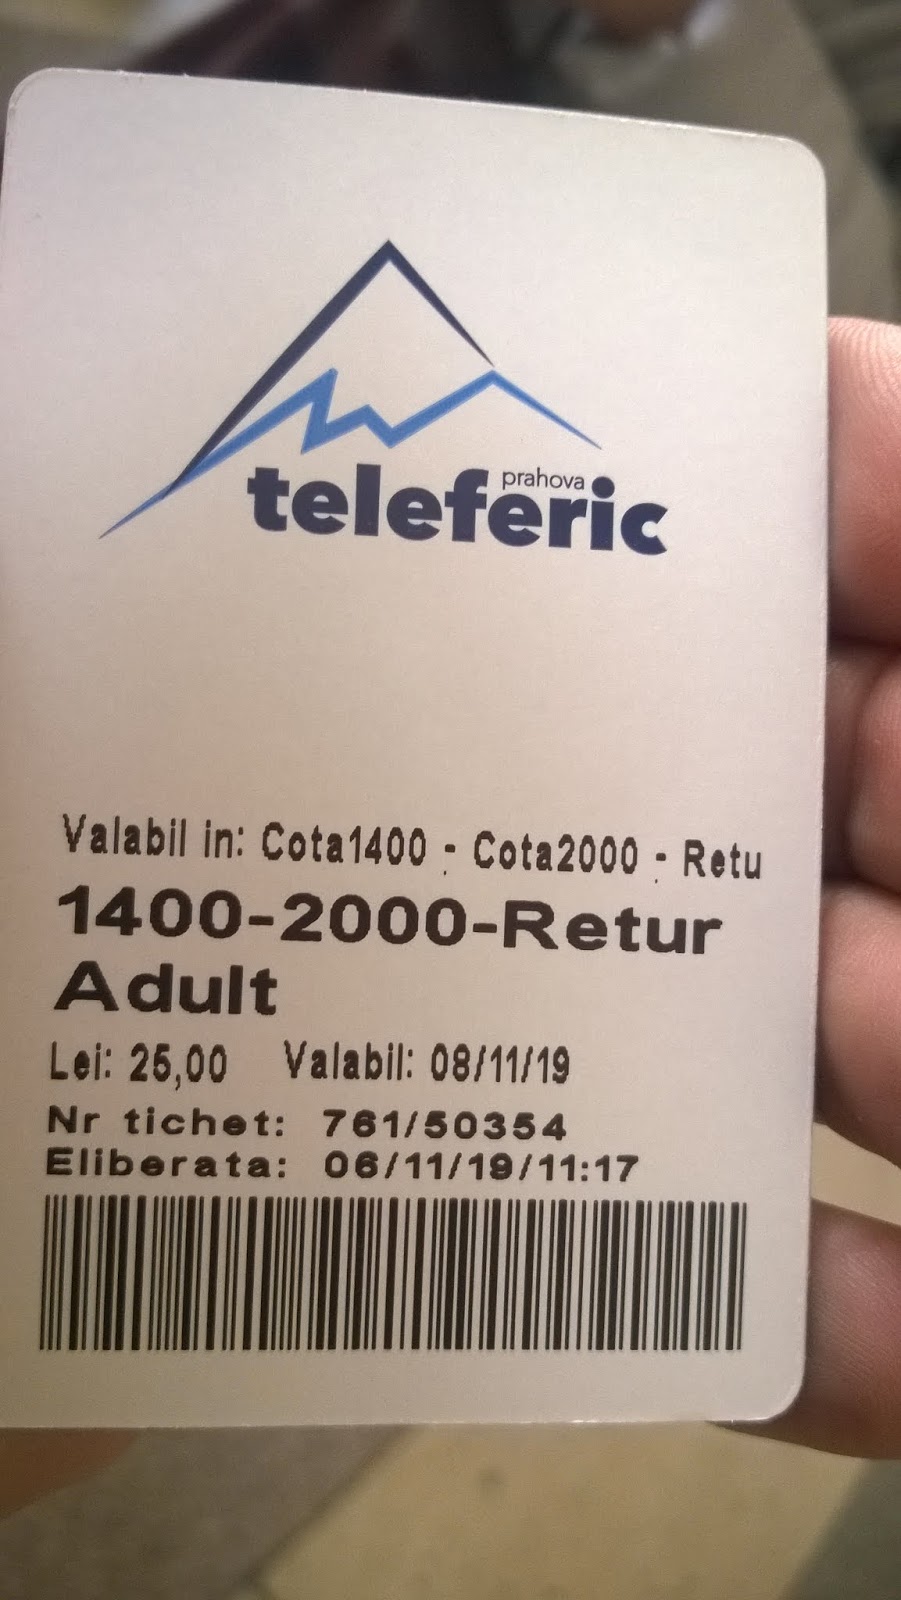 prahova
teleferic
Valabil in: Cota1400 - Cota2000 - Retu
1400-2000-Retur
Adult
Lei: 25,00 Valabil: 08/11/19
Nr tichet: 761/50354
Eliberata: 06/11/19/11:17